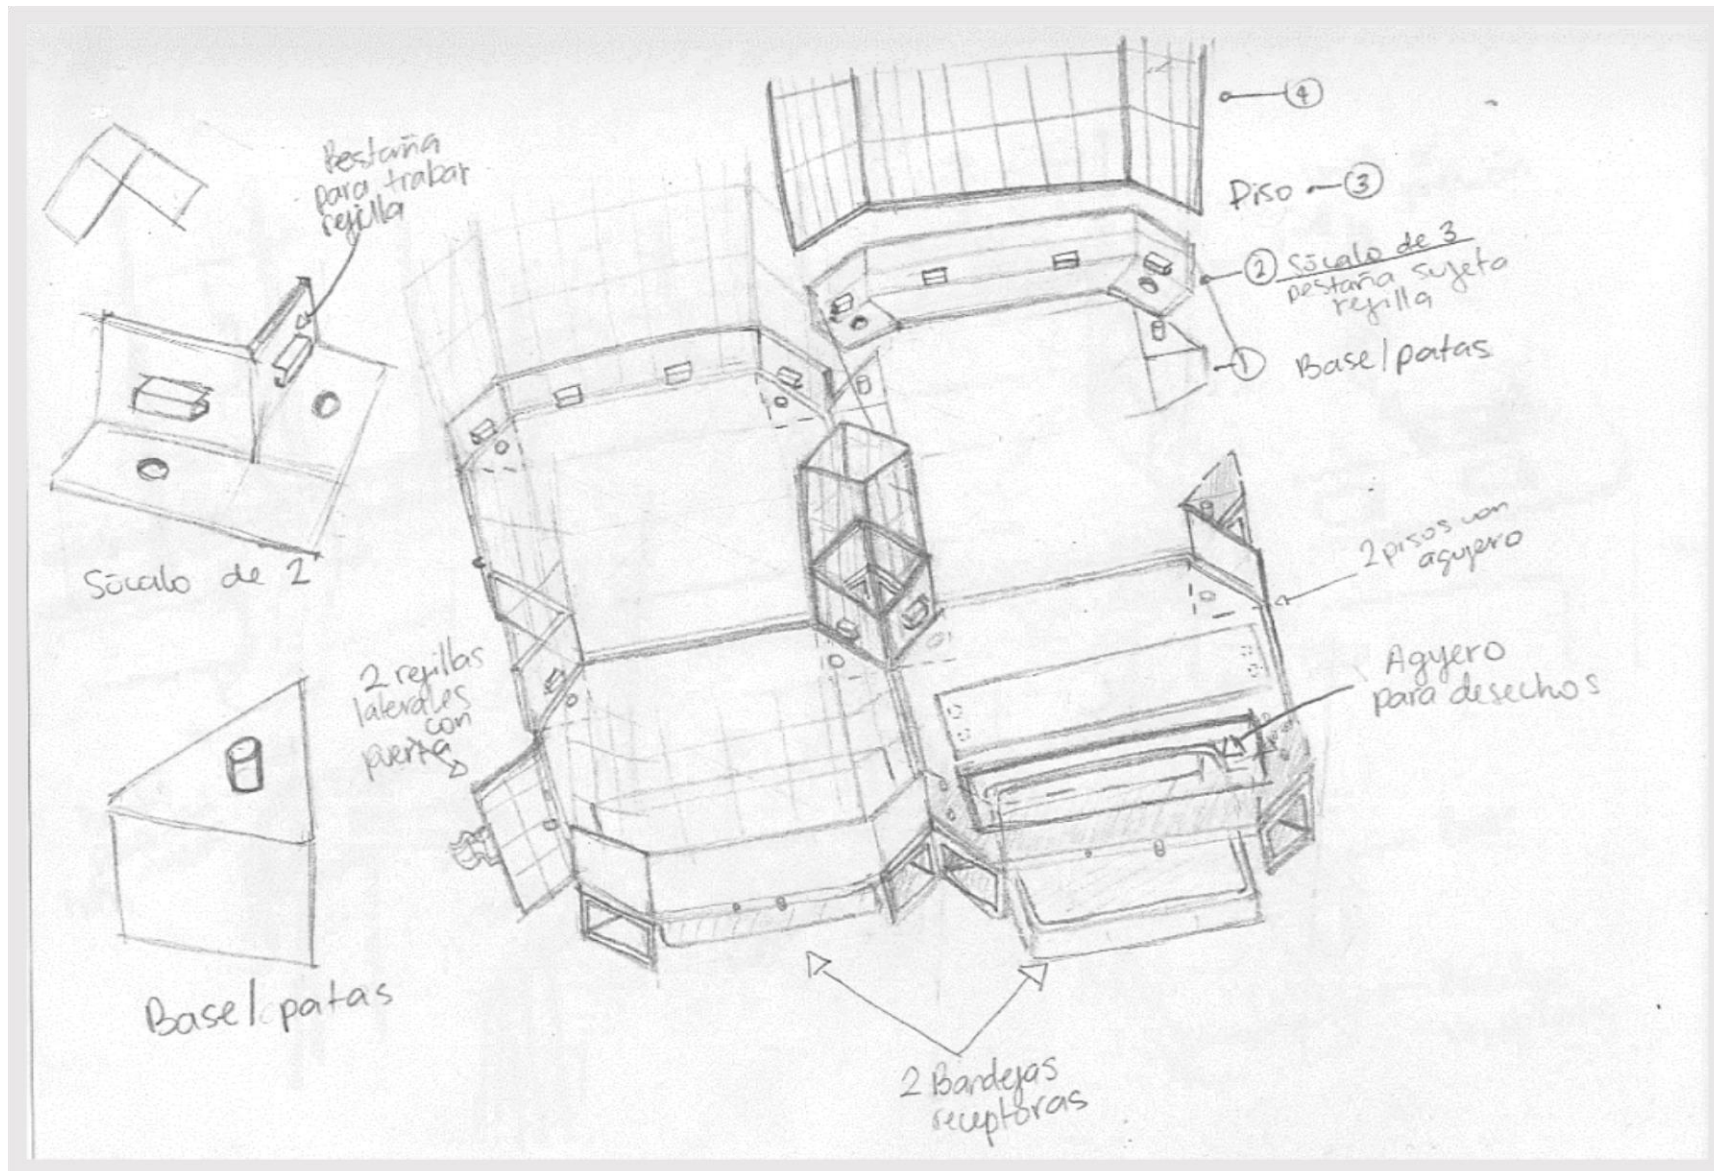 Pestaña
para trabar
rejilla
Sócalo de 2
Base/patas
4
Piso 3
2 Sócalo de 3
pestaña sujeta
rejilla
1 Base/patas
2 pisos con
agujero
Agujero
para desechos
2 rejillas
laterales
con
puerta
2 Bandejas
receptoras